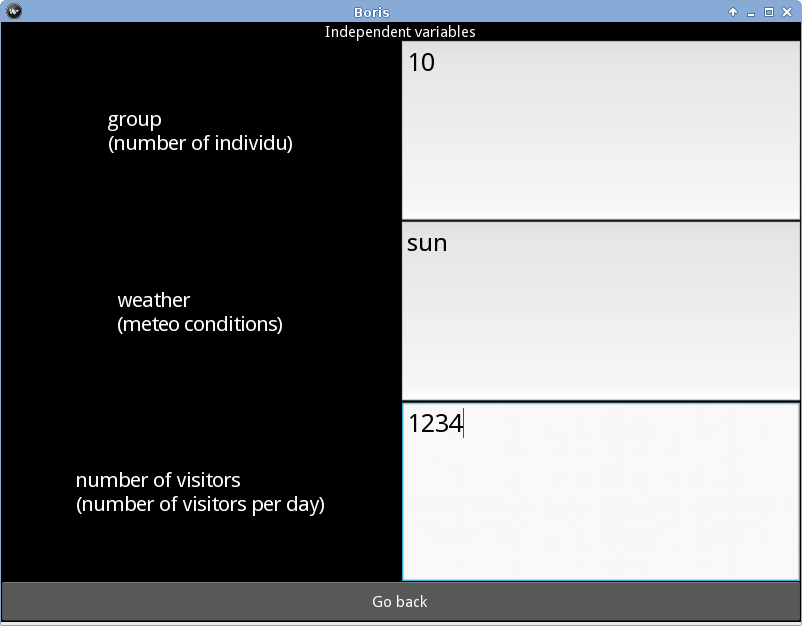 Boris
Independent variables
group
(number of individu)
10
weather
(meteo conditions)
sun
number of visitors
(number of visitors per day)
1234
Go back